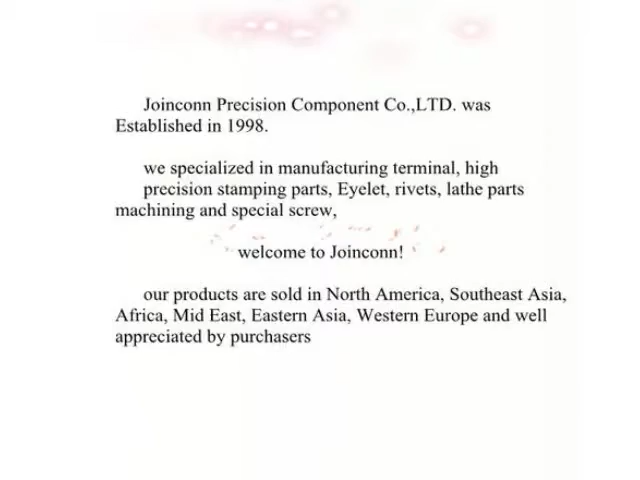 Joinconn Precision Component Co.,LTD. was
Established in 1998.
we specialized in manufacturing terminal, high
precision stamping parts, Eyelet, rivets, lathe parts
machining and special screw,
welcome to Joinconn!
our products are sold in North America, Southeast Asia,
Africa, Mid East, Eastern Asia, Western Europe and well
appreciated by purchasers